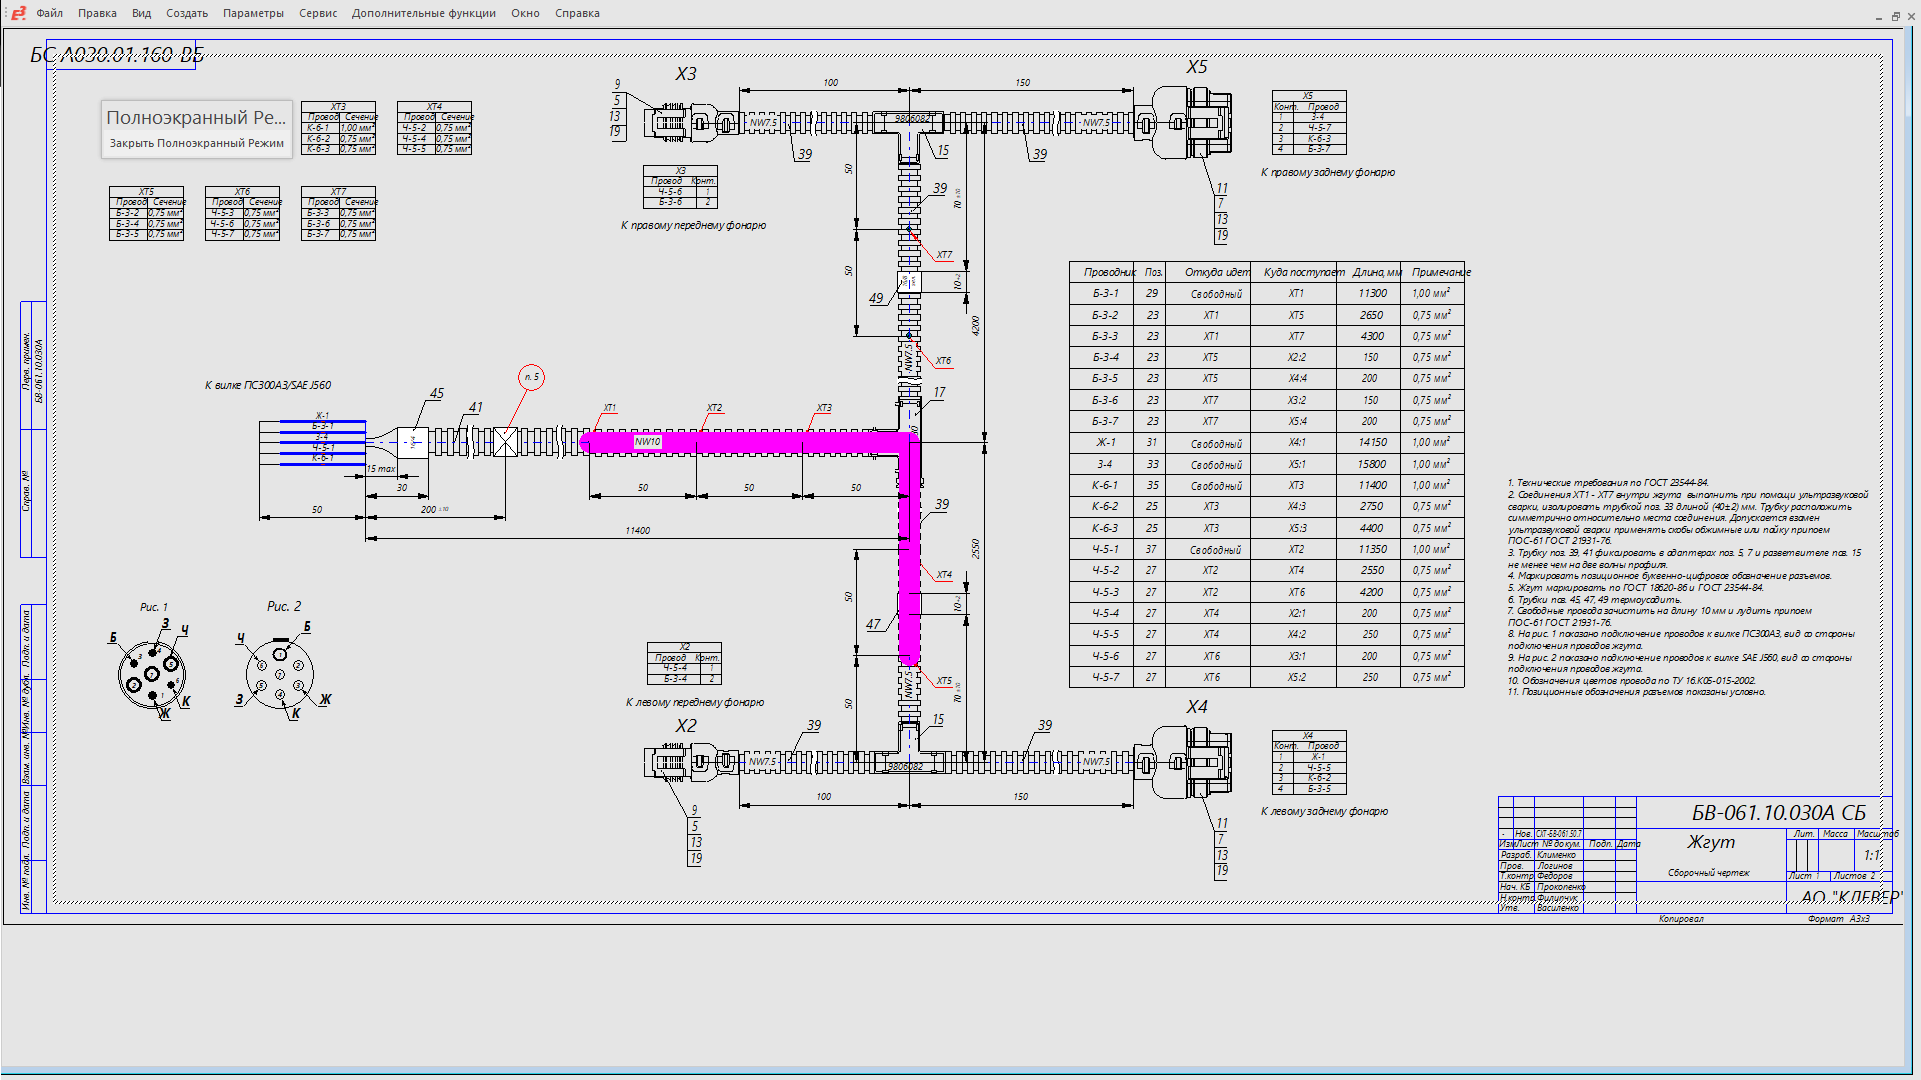 Файл Правка Вид Создать Параметры Сервис Дополнительные функции Окно Справка
Полноэкранный Ре...
Закрыть Полноэкранный Режим
XT3
Провод Сечение
К-6-1 1,00 мм²
К-6-2 0,75 мм²
К-6-3 0,75 мм²
XT4
Провод Сечение
Ч-5-2 0,75 мм²
Ч-5-4 0,75 мм²
Ч-5-5 0,75 мм²
XT5
Провод Сечение
Б-3-2 0,75 мм²
Б-3-4 0,75 мм²
Б-3-5 0,75 мм²
XT6
Провод Сечение
Ч-5-3 0,75 мм²
Ч-5-6 0,75 мм²
Ч-5-7 0,75 мм²
XT7
Провод Сечение
Б-3-3 0,75 мм²
Б-3-6 0,75 мм²
Б-3-7 0,75 мм²
X3
9
5
13
19
100
150
NW7.5
9806082
NW7.5
39
15
39
X3
Провод Конт.
Ч-5-6 1
Б-3-6 2
К правому переднему фонарю
X5
11
7
13
19
X5
Конт. Провод
1 З-4
2 Ч-5-7
3 К-6-3
4 Б-3-7
К правому заднему фонарю
50
39
70 ±10
XT7
50
49
10-2
4200
XT6
NW7.5
17
К вилке ПС300А3/SAE J560
Ж-1
Б-3-1
З-4
Ч-5-1
К-6-1
45
41
п. 5
XT1
XT2
XT3
NW10
15 max
30
50
200 ±10
50
50
50
11400
39
2550
XT4
50
10-2
47
XT5
50
NW7.5
70 ±10
15
Проводник Поз. Откуда идет Куда поступает Длина, мм Примечание
Б-3-1 29 Свободный XT1 11300 1,00 мм²
Б-3-2 23 XT1 XT5 2650 0,75 мм²
Б-3-3 23 XT1 XT7 4300 0,75 мм²
Б-3-4 23 XT5 X2:2 150 0,75 мм²
Б-3-5 23 XT5 X4:4 200 0,75 мм²
Б-3-6 23 XT7 X3:2 150 0,75 мм²
Б-3-7 23 XT7 X5:4 200 0,75 мм²
Ж-1 31 Свободный X4:1 14150 1,00 мм²
З-4 33 Свободный X5:1 15800 1,00 мм²
К-6-1 35 Свободный XT3 11400 1,00 мм²
К-6-2 25 XT3 X4:3 2750 0,75 мм²
К-6-3 25 XT3 X5:3 4400 0,75 мм²
Ч-5-1 37 Свободный XT2 11350 1,00 мм²
Ч-5-2 27 XT2 XT4 2550 0,75 мм²
Ч-5-3 27 XT2 XT6 4200 0,75 мм²
Ч-5-4 27 XT4 X2:1 200 0,75 мм²
Ч-5-5 27 XT4 X4:2 250 0,75 мм²
Ч-5-6 27 XT6 X3:1 200 0,75 мм²
Ч-5-7 27 XT6 X5:2 250 0,75 мм²
1. Технические требования по ГОСТ 23544-84.
2. Соединения XT1 - XT7 внутри жгута выполнить при помощи ультразвуковой
сварки, изолировать трубкой поз. 33 длиной (40±2) мм. Трубку расположить
симметрично относительно места соединения. Допускается взамен
ультразвуковой сварки применять скобы обжимные или пайку припоем
ПОС-61 ГОСТ 21931-76.
3. Трубку поз. 39, 41 фиксировать в адаптерах поз. 5, 7 и разветвителе поз. 15
не менее чем на две волны профиля.
4. Маркировать позиционное буквенно-цифровое обозначение разъемов.
5. Жгут маркировать по ГОСТ 18620-86 и ГОСТ 23544-84.
6. Трубки поз. 45, 47, 49 термоусадить.
7. Свободные провода зачистить на длину 10 мм и лудить припоем
ПОС-61 ГОСТ 21931-76.
8. На рис. 1 показано подключение проводов к вилке ПС300А3, вид со стороны
подключения проводов жгута.
9. На рис. 2 показано подключение проводов к вилке SAE J560, вид со стороны
подключения проводов жгута.
10. Обозначения цветов провода по ТУ 16.К05-015-2002.
11. Позиционные обозначения разъемов показаны условно.
Рис. 1
Б З Ч
К
Ж
Рис. 2
Ч Б
З Ж
К
X2
Провод Конт.
Ч-5-4 1
Б-3-4 2
К левому переднему фонарю
X2
39
39
NW7.5
9806082
NW7.5
100
150
9
5
13
19
X4
11
7
13
19
X4
Конт. Провод
1 Ж-1
2 Ч-5-5
3 К-6-2
4 Б-3-5
К левому заднему фонарю
Перв. примен.
БВ-061.10.030А
Справ. №
Подп. и дата
Инв. № дубл.
Взам. инв. №
Подп. и дата
Инв. № подл.
БВ-061.10.030А СБ
Жгут
Сборочный чертеж
Лит. Масса Масштаб
1:1
Лист 1 Листов 2
АО "КЛЕВЕР"
- Нов.
Изм Лист № докум. Подп. Дата
Разраб. Клименко
Пров. Логинов
Т.контр Федоров
Нач. КБ Прокопенко
Н.контр. Филипчук
Утв. Василенко
Копировал Формат А3х3